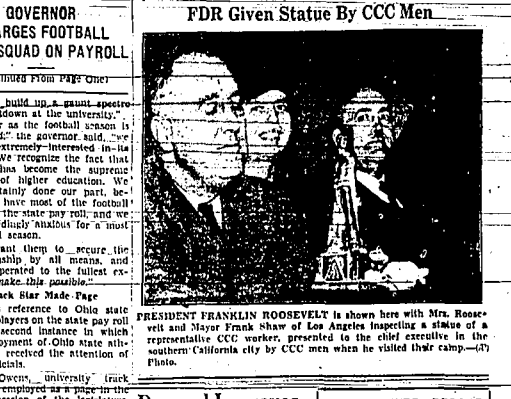 GOVERNOR
ARGES FOOTBALL
SQUAD ON PAYROLL
inued From Page One)
build up a gaunt spectre
down at the university."
as the football season is
the governor said, "we
extremely interested in its
We recognize the fact that
has become the supreme
of higher education. We
tainly done our part, be-
have most of the football
the state pay roll, and we
dingly anxious for a most
season.
ant them to secure the
ship by all means, and
perated to the fullest ex-
make this possible."
ack Star Made Page
reference to Ohio state
layers on the state pay roll
second instance in which
oyment of Ohio state ath-
received the attention of
cials.
Owens, university track
employed as a page in the
FDR Given Statue By CCC Men
PRESIDENT FRANKLIN ROOSEVELT is shown here with Mrs. Roose-
velt and Mayor Frank Shaw of Los Angeles inspecting a statue of a
representative CCC worker, presented to the chief executive in the
southern California city by CCC men when he visited their camp.—(AP)
Photo.